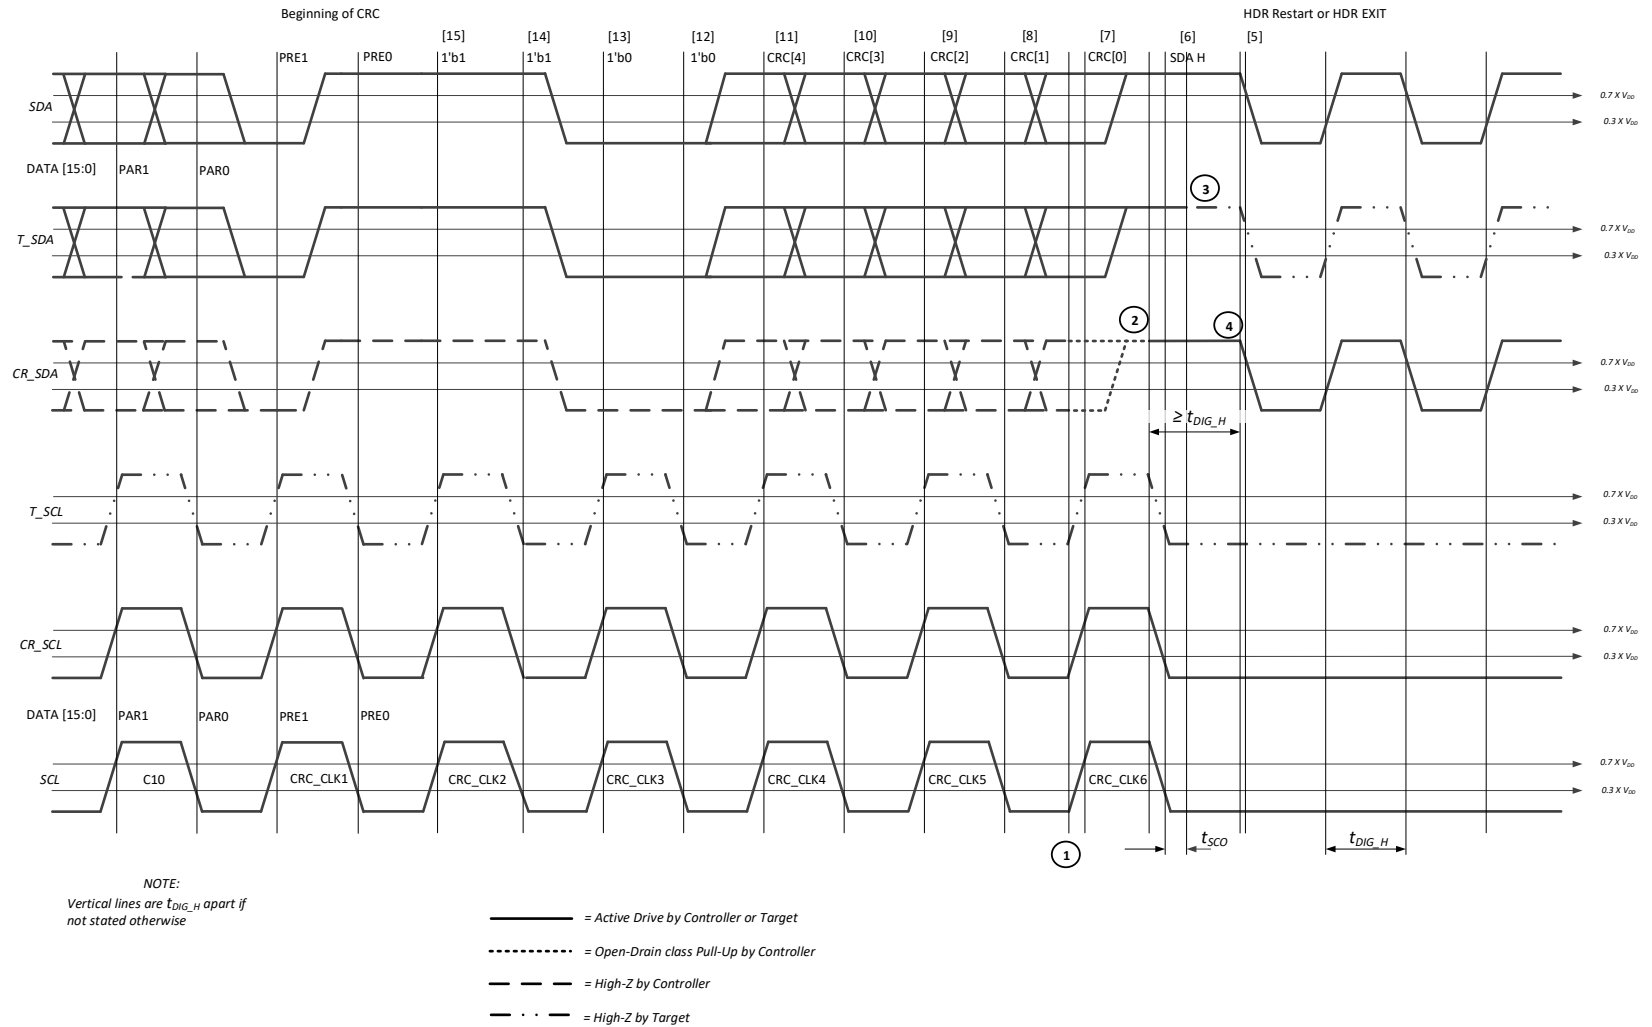 Beginning of CRC
HDR Restart or HDR EXIT
[15] [14] [13] [12] [11] [10] [9] [8] [7] [6] [5]
PRE1 PRE0 1'b1 1'b1 1'b0 1'b0 CRC[4] CRC[3] CRC[2] CRC[1] CRC[0] SDA H
SDA
0.7 X VDD
0.3 X VDD
DATA [15:0] PAR1 PAR0
3
T_SDA
0.7 X VDD
0.3 X VDD
2
4
CR_SDA
0.7 X VDD
0.3 X VDD
≥ tDIG_H
T_SCL
0.7 X VDD
0.3 X VDD
CR_SCL
0.7 X VDD
0.3 X VDD
DATA [15:0] PAR1 PAR0 PRE1 PRE0
SCL
C10 CRC_CLK1 CRC_CLK2 CRC_CLK3 CRC_CLK4 CRC_CLK5 CRC_CLK6
0.7 X VDD
0.3 X VDD
1
tSCO
tDIG_H
NOTE:
Vertical lines are tDIG_H apart if
not stated otherwise
= Active Drive by Controller or Target
= Open-Drain class Pull-Up by Controller
= High-Z by Controller
= High-Z by Target